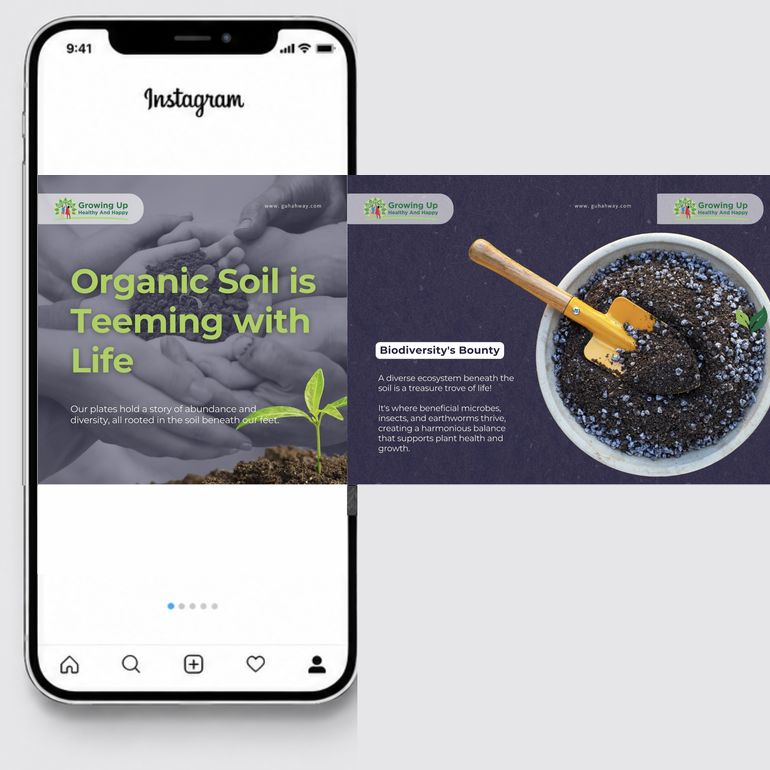 9:41
Instagram
Growing Up
Healthy And Happy
www. guhahway.com
Organic Soil is
Teeming with
Life
Our plates hold a story of abundance and
diversity, all rooted in the soil beneath our feet.
Growing Up
Healthy And Happy
www. guhahway.com
Biodiversity's Bounty
A diverse ecosystem beneath the
soil is a treasure trove of life!
It's where beneficial microbes,
insects, and earthworms thrive,
creating a harmonious balance
that supports plant health and
growth.
Growing Up
Healthy And Happy